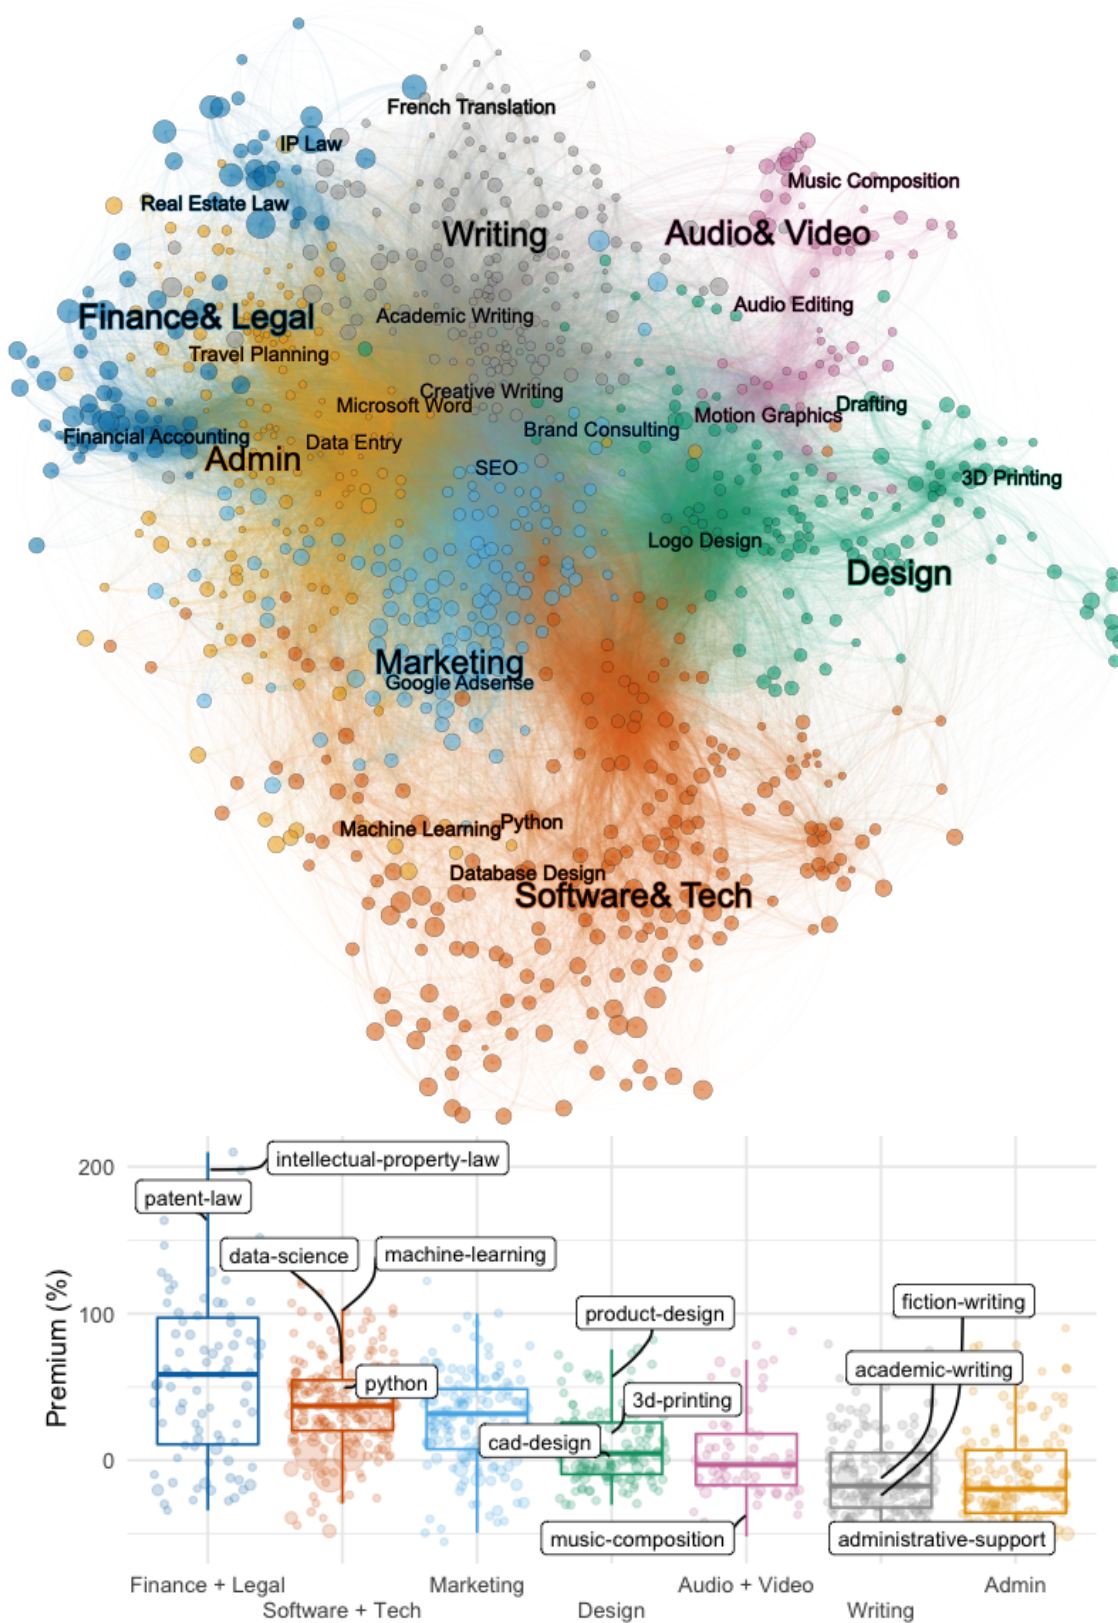 French Translation
IP Law
Music Composition
Real Estate Law
Writing
Audio& Video
Audio Editing
Finance& Legal
Academic Writing
Travel Planning
Creative Writing
Microsoft Word
Drafting
Motion Graphics
Brand Consulting
Financial Accounting
Data Entry
Admin
SEO
3D Printing
Logo Design
Design
Marketing
Google Adsense
Python
Machine Learning
Database Design
Software& Tech
Premium (%)
200
100
0
intellectual-property-law
patent-law
data-science
machine-learning
fiction-writing
product-design
academic-writing
python
3d-printing
cad-design
music-composition
administrative-support
Finance + Legal
Software + Tech
Marketing
Design
Audio + Video
Writing
Admin